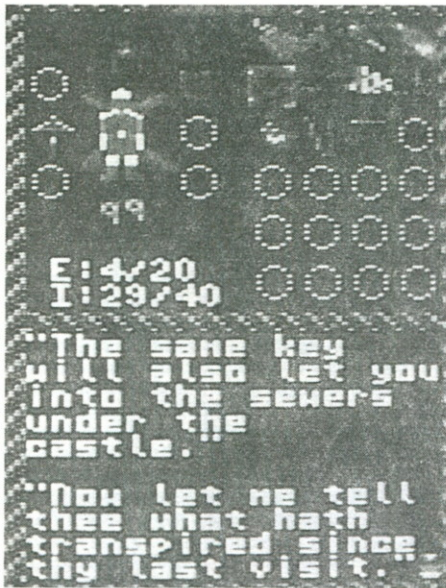 99
E:4/20
I:29/40
"The same key
will also let you
into the sewers
under the
castle."
"Now let me tell
thee what hath
transpired since
thy last visit."